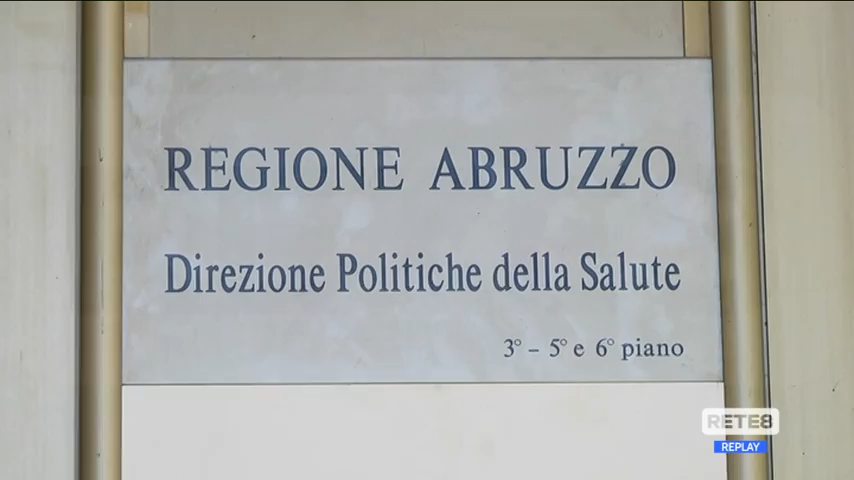 REGIONE ABRUZZO
Direzione Politiche della Salute
3° - 5° e 6° piano
RETE8
REPLAY